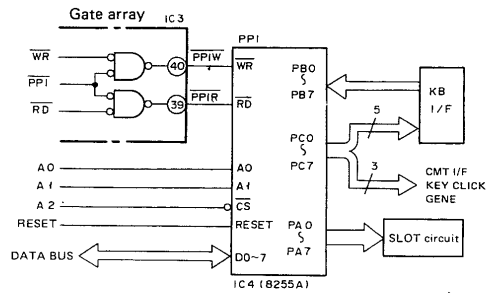 Gate array
IC3
PPI
WR
40
PPIW
WR
PB0
PB7
KB
I/F
PPI
RD
39
PPIR
RD
PC0
PC7
5
3
CMT I/F
KEY CLICK
GENE
A0
A0
A1
A1
A2
CS
RESET
RESET
PA0
PA7
SLOT circuit
DATA BUS
D0~7
IC4 (8255A)